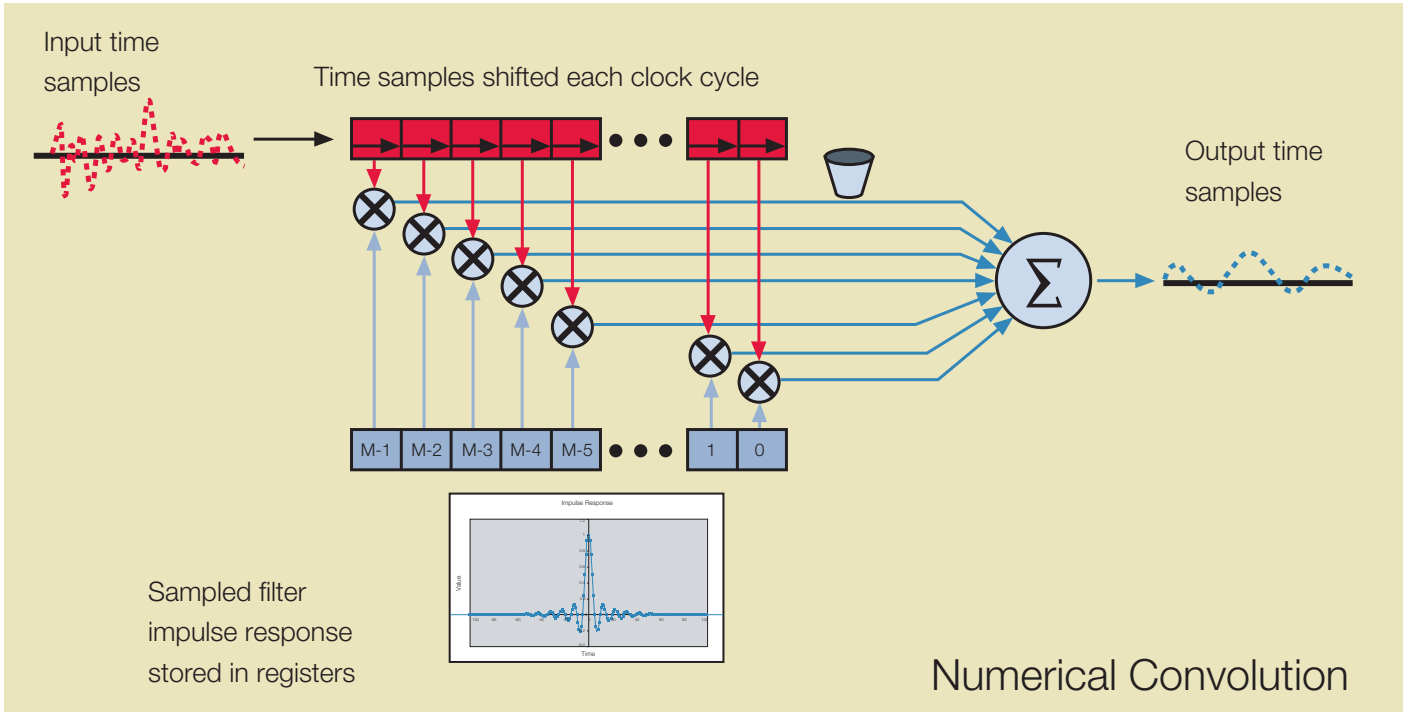 Input time
samples
Time samples shifted each clock cycle
Output time
samples
Σ
M-1 M-2 M-3 M-4 M-5 1 0
Impulse Response
Value
Time
Sampled filter
impulse response
stored in registers
Numerical Convolution